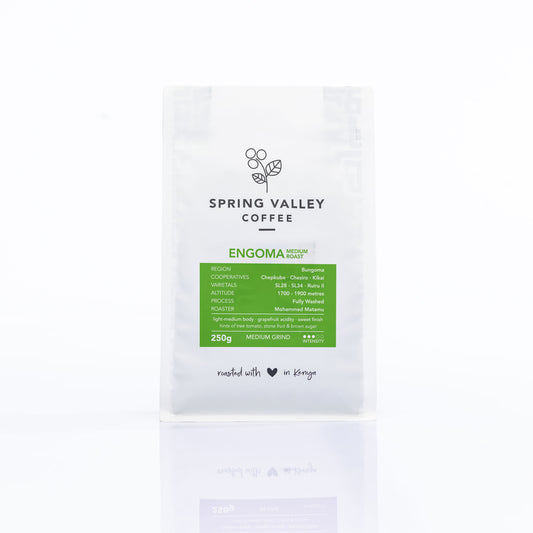 SPRING VALLEY
COFFEE
ENGOMA MEDIUM ROAST
REGION Bungoma
COOPERATIVES Chepkube · Chesiro · Kikai
VARIETALS SL28 · SL34 · Ruiru II
ALTITUDE 1700 - 1900 metres
PROCESS Fully Washed
ROASTER Mohammed Matamu
light-medium body · grapefruit acidity · sweet finish
hints of tree tomato, stone fruit & brown sugar
250g MEDIUM GRIND INTENSITY
roasted with in Kenya